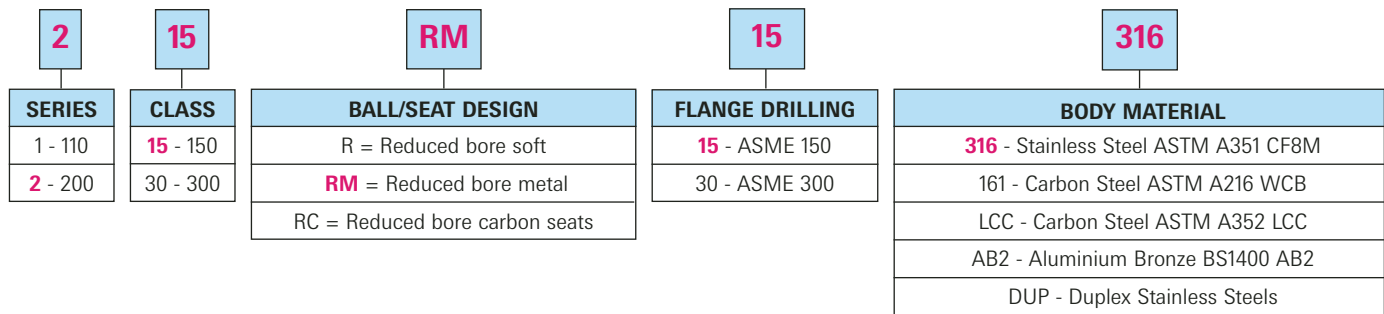 2 15 RM 15 316
SERIES CLASS BALL/SEAT DESIGN FLANGE DRILLING BODY MATERIAL
1 - 110 15 - 150 R = Reduced bore soft 15 - ASME 150 316 - Stainless Steel ASTM A351 CF8M
2 - 200 30 - 300 RM = Reduced bore metal 30 - ASME 300 161 - Carbon Steel ASTM A216 WCB
RC = Reduced bore carbon seats LCC - Carbon Steel ASTM A352 LCC
AB2 - Aluminium Bronze BS1400 AB2
DUP - Duplex Stainless Steels